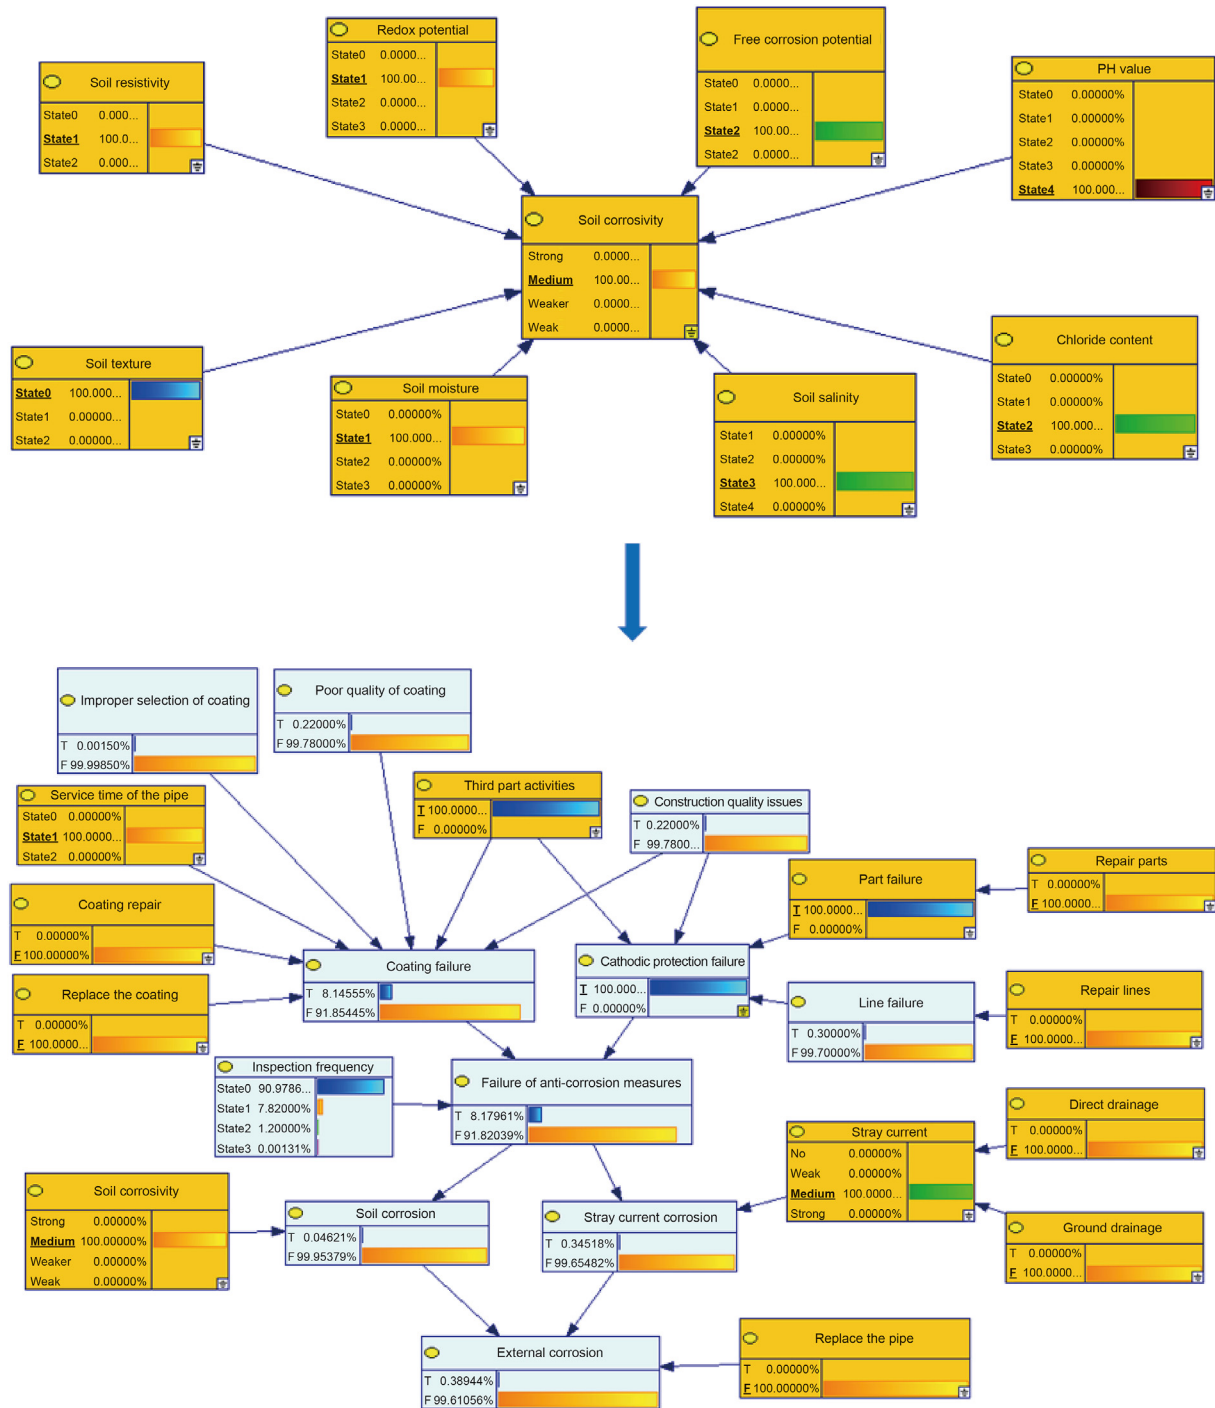 Redox potential
State0 0.0000...
State1 100.00...
State2 0.0000...
State3 0.0000...
Free corrosion potential
State0 0.0000...
State1 0.0000...
State2 100.00...
State2 0.0000...
Soil resistivity
State0 0.000...
State1 100.0...
State2 0.000...
PH value
State0 0.00000%
State1 0.00000%
State2 0.00000%
State3 0.00000%
State4 100.000...
Soil corrosivity
Strong 0.0000...
Medium 100.00...
Weaker 0.0000...
Weak 0.0000...
Soil texture
State0 100.000...
State1 0.00000%
State2 0.00000%
Soil moisture
State0 0.00000%
State1 100.000...
State2 0.00000%
State3 0.00000%
Soil salinity
State1 0.00000%
State2 0.00000%
State3 100.000...
State4 0.00000%
Chloride content
State0 0.00000%
State1 0.00000%
State2 100.000...
State3 0.00000%
Improper selection of coating
T 0.00150%
F 99.99850%
Poor quality of coating
T 0.22000%
F 99.78000%
Service time of the pipe
State0 0.00000%
State1 100.0000...
State2 0.00000%
Third part activities
T 100.0000...
F 0.00000%
Construction quality issues
T 0.22000%
F 99.7800...
Part failure
T 100.0000...
F 0.00000%
Repair parts
T 0.00000%
F 100.0000...
Coating repair
T 0.00000%
F 100.00000%
Coating failure
T 8.14555%
F 91.85445%
Cathodic protection failure
T 100.000...
F 0.00000%
Replace the coating
T 0.00000%
F 100.0000...
Line failure
T 0.30000%
F 99.70000%
Repair lines
T 0.00000%
F 100.0000...
Inspection frequency
State0 90.9786...
State1 7.82000%
State2 1.20000%
State3 0.00131%
Failure of anti-corrosion measures
T 8.17961%
F 91.82039%
Direct drainage
T 0.00000%
F 100.0000...
Stray current
No 0.00000%
Weak 0.00000%
Medium 100.0000...
Strong 0.00000%
Soil corrosivity
Strong 0.00000%
Medium 100.00000%
Weaker 0.00000%
Weak 0.00000%
Soil corrosion
T 0.04621%
F 99.95379%
Stray current corrosion
T 0.34518%
F 99.65482%
Ground drainage
T 0.00000%
F 100.0000...
External corrosion
T 0.38944%
F 99.61056%
Replace the pipe
T 0.00000%
F 100.00000%